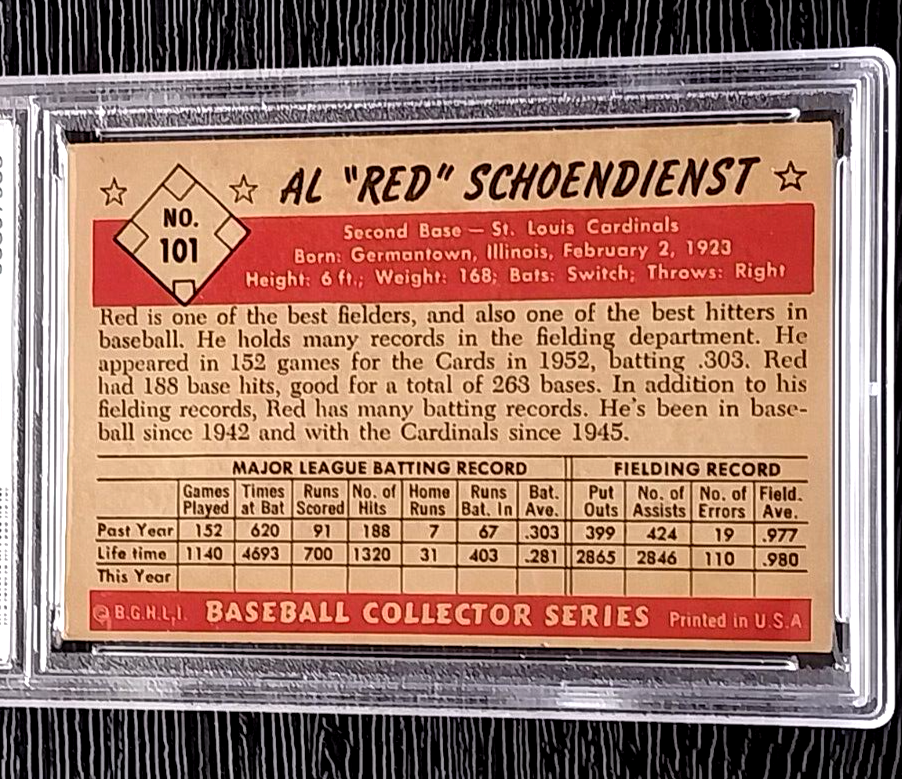 AL "RED" SCHOENDIENST
NO.
101
Second Base — St. Louis Cardinals
Born: Germantown, Illinois, February 2, 1923
Height: 6 ft.; Weight: 168; Bats: Switch; Throws: Right
Red is one of the best fielders, and also one of the best hitters in
baseball. He holds many records in the fielding department. He
appeared in 152 games for the Cards in 1952, batting .303. Red
had 188 base hits, good for a total of 263 bases. In addition to his
fielding records, Red has many batting records. He's been in base-
ball since 1942 and with the Cardinals since 1945.
MAJOR LEAGUE BATTING RECORD FIELDING RECORD
Games Times Runs No. of Home Runs Bat. Put No. of No. of Field.
Played at Bat Scored Hits Runs Bat. In Ave. Outs Assists Errors Ave.
Past Year 152 620 91 188 7 67 .303 399 424 19 .977
Life time 1140 4693 700 1320 31 403 .281 2865 2846 110 .980
This Year
© B.G.H.L.I. BASEBALL COLLECTOR SERIES Printed in U.S.A